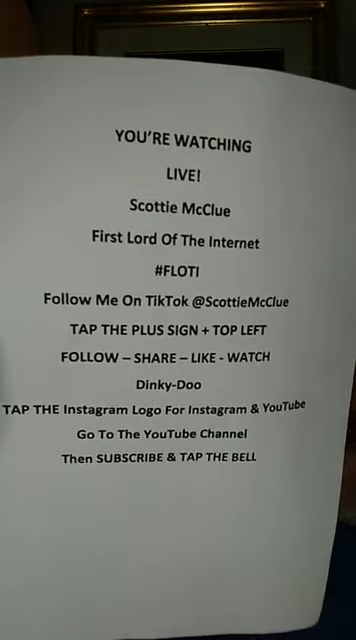 YOU'RE WATCHING
LIVE!
Scottie McClue
First Lord Of The Internet
#FLOTI
Follow Me On TikTok @ScottieMcClue
TAP THE PLUS SIGN + TOP LEFT
FOLLOW – SHARE – LIKE - WATCH
Dinky-Doo
TAP THE Instagram Logo For Instagram & YouTube
Go To The YouTube Channel
Then SUBSCRIBE & TAP THE BELL